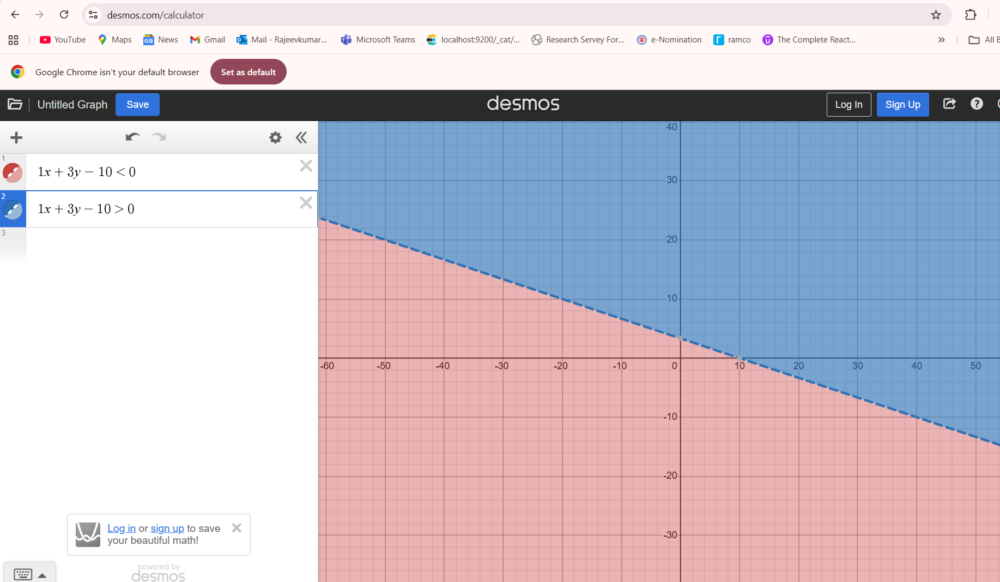 desmos.com/calculator
YouTube Maps News Gmail Mail - Rajeevkumar... Microsoft Teams localhost:9200/_cat/... Research Servey For... e-Nomination ramco The Complete React... » All B
Google Chrome isn't your default browser Set as default
Untitled Graph Save desmos Log In Sign Up ?
1
1x + 3y − 10 < 0
2
1x + 3y − 10 > 0
3
40
30
20
10
-60 -50 -40 -30 -20 -10 0 10 20 30 40 50
-10
-20
-30
Log in or sign up to save
your beautiful math!
powered by
desmos